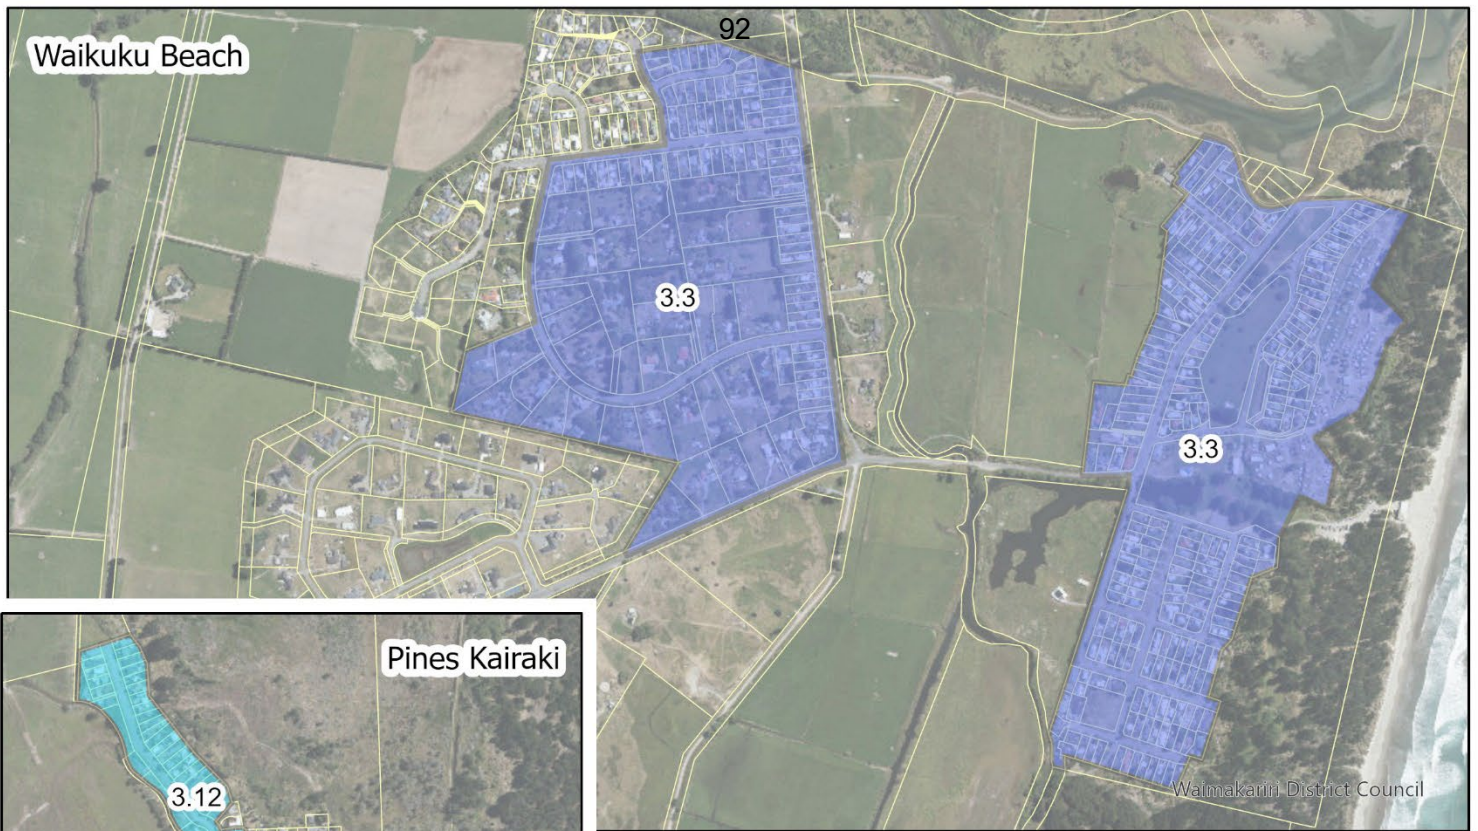 92
Waikuku Beach
3.3
3.3
Pines Kairaki
3.12
Waimakariri District Council